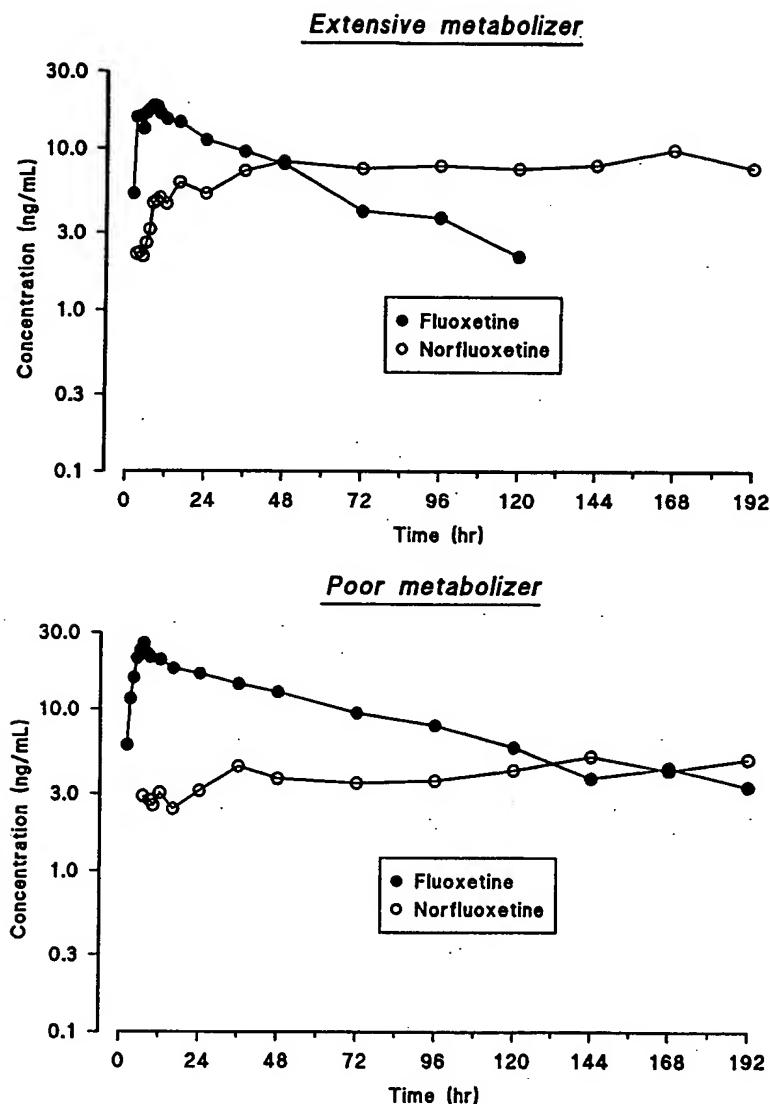 Extensive metabolizer
30.0
10.0
3.0
1.0
0.3
0.1
Concentration (ng/mL)
Fluoxetine
Norfluoxetine
0 24 48 72 96 120 144 168 192
Time (hr)
Poor metabolizer
30.0
10.0
3.0
1.0
0.3
0.1
Concentration (ng/mL)
Fluoxetine
Norfluoxetine
0 24 48 72 96 120 144 168 192
Time (hr)